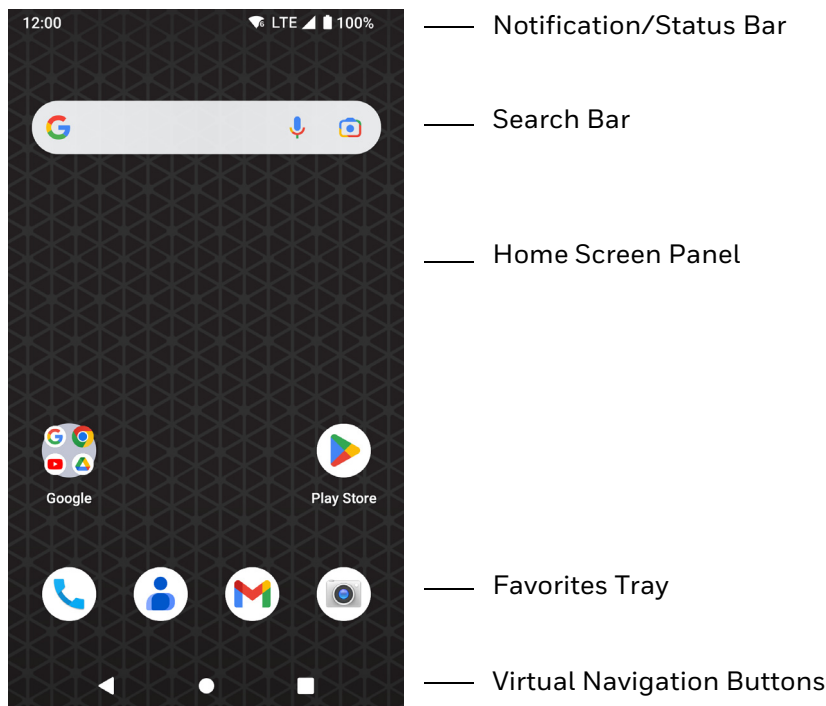 12:00 LTE 100%
Notification/Status Bar
Search Bar
Home Screen Panel
Google
Play Store
Favorites Tray
Virtual Navigation Buttons